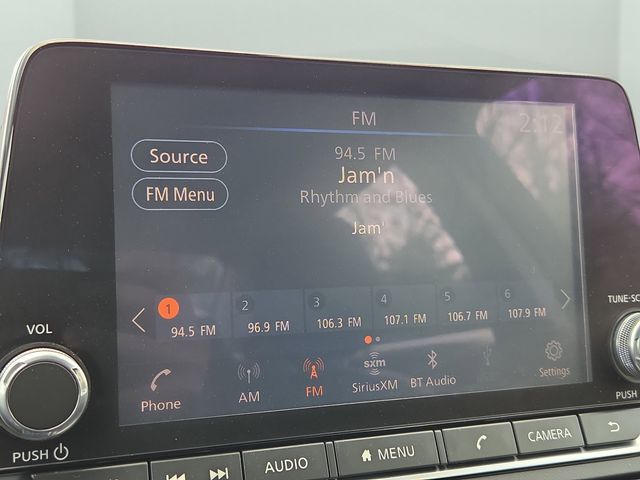 FM
2:12
Source
94.5 FM
Jam'n
FM Menu
Rhythm and Blues
Jam'
1 2 3 4 5 6
94.5 FM 96.9 FM 106.3 FM 107.1 FM 106.7 FM 107.9 FM
Phone AM FM sxm SiriusXM BT Audio Settings
VOL
PUSH
TUNE-SC
PUSH
AUDIO MENU CAMERA